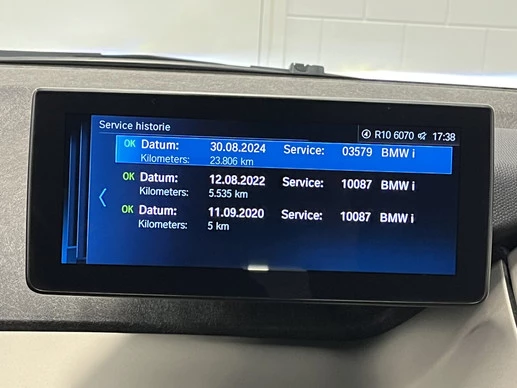 Service historie
R10 6070 17:38
OK Datum: 30.08.2024 Service: 03579 BMW i
Kilometers: 23.806 km
OK Datum: 12.08.2022 Service: 10087 BMW i
Kilometers: 5.535 km
OK Datum: 11.09.2020 Service: 10087 BMW i
Kilometers: 5 km